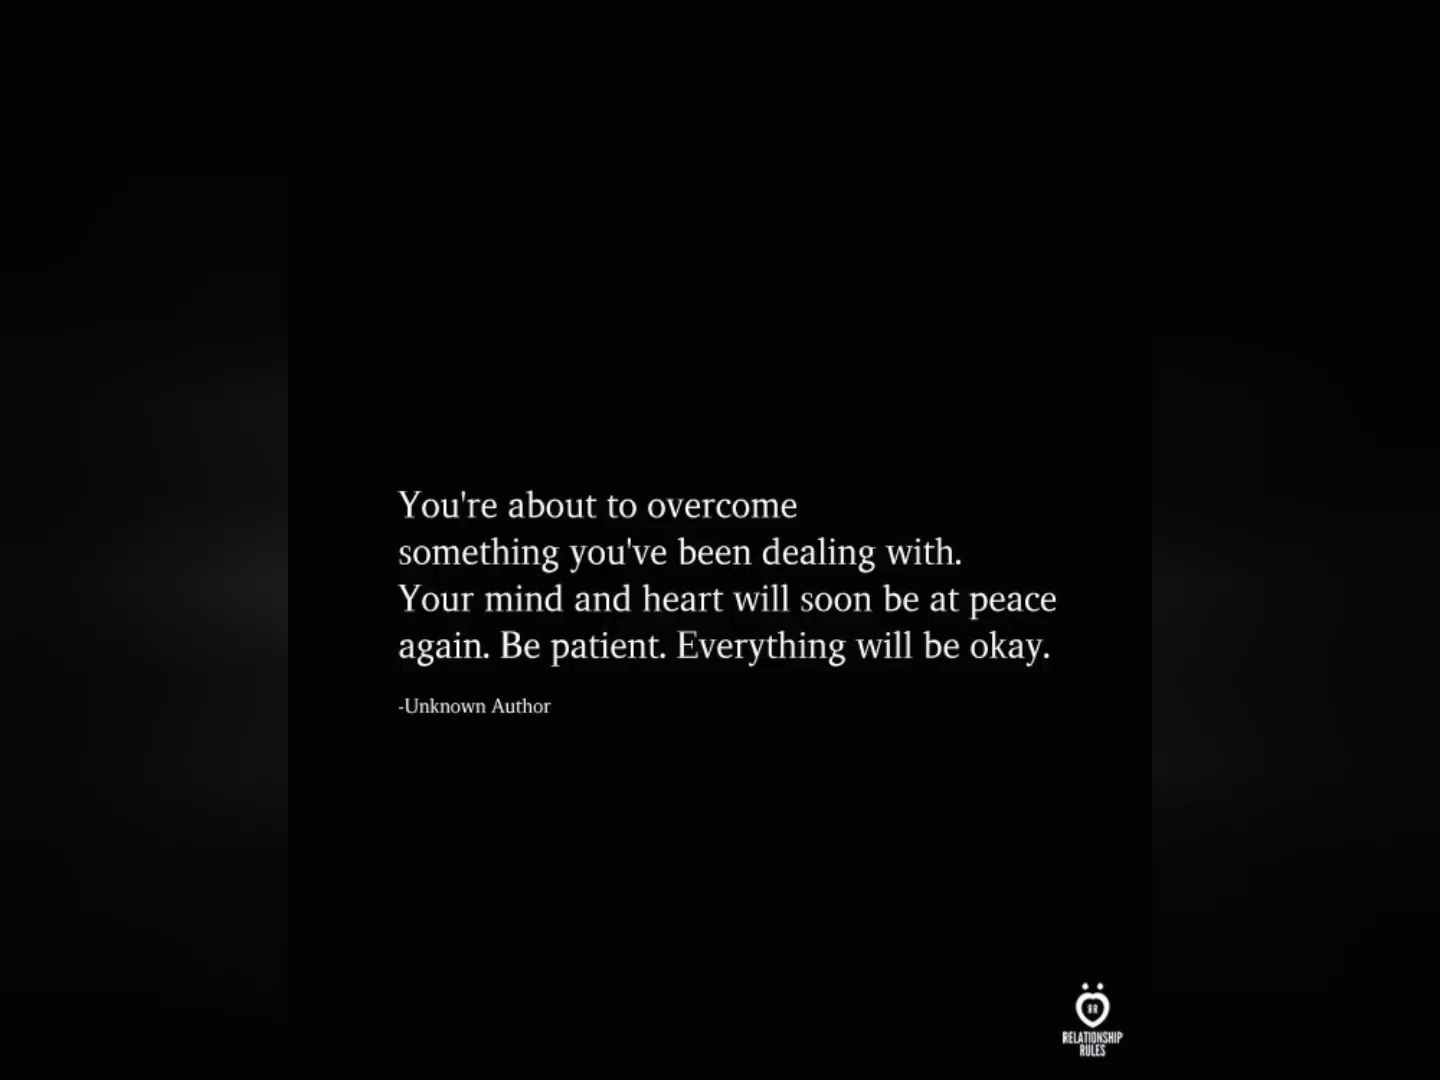 You're about to overcome
something you've been dealing with.
Your mind and heart will soon be at peace
again. Be patient. Everything will be okay.
-Unknown Author
RELATIONSHIP
RULES